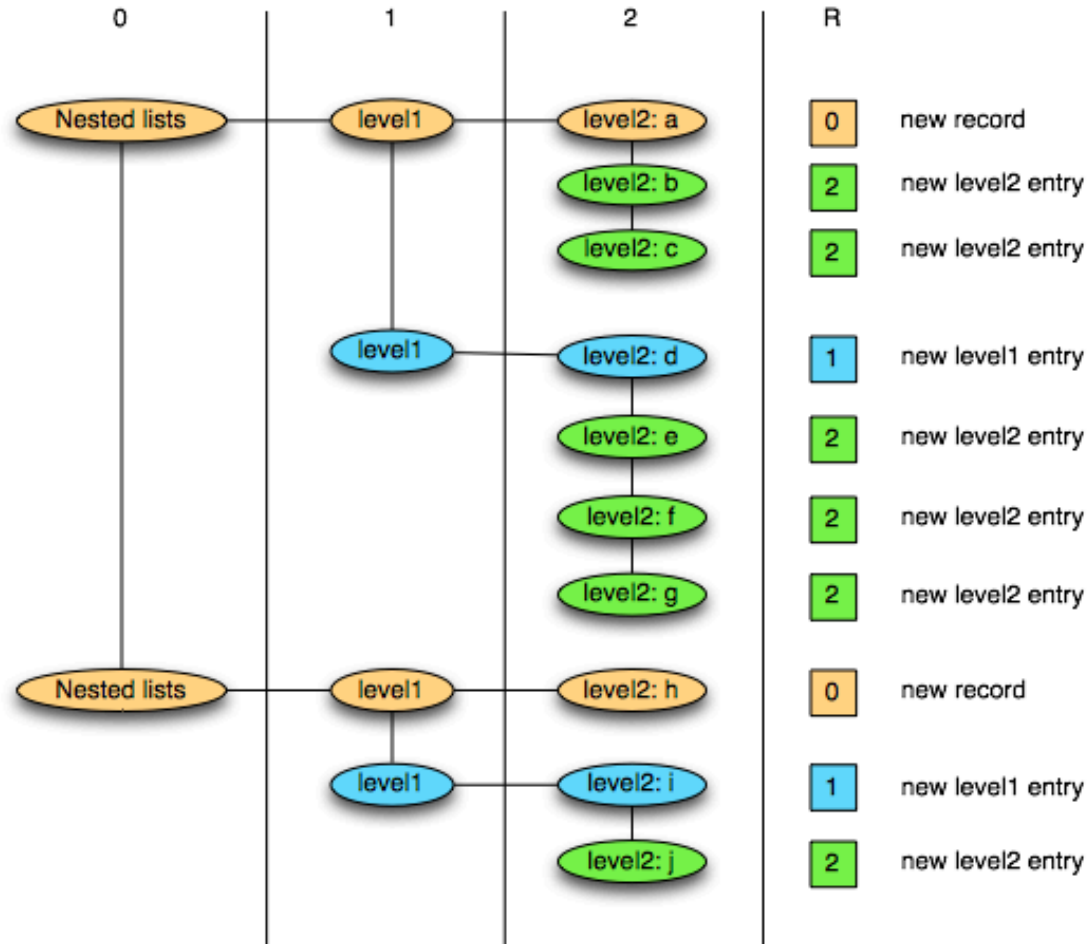 0 1 2 R
Nested lists level1 level2: a 0 new record
level2: b 2 new level2 entry
level2: c 2 new level2 entry
level1 level2: d 1 new level1 entry
level2: e 2 new level2 entry
level2: f 2 new level2 entry
level2: g 2 new level2 entry
Nested lists level1 level2: h 0 new record
level1 level2: i 1 new level1 entry
level2: j 2 new level2 entry